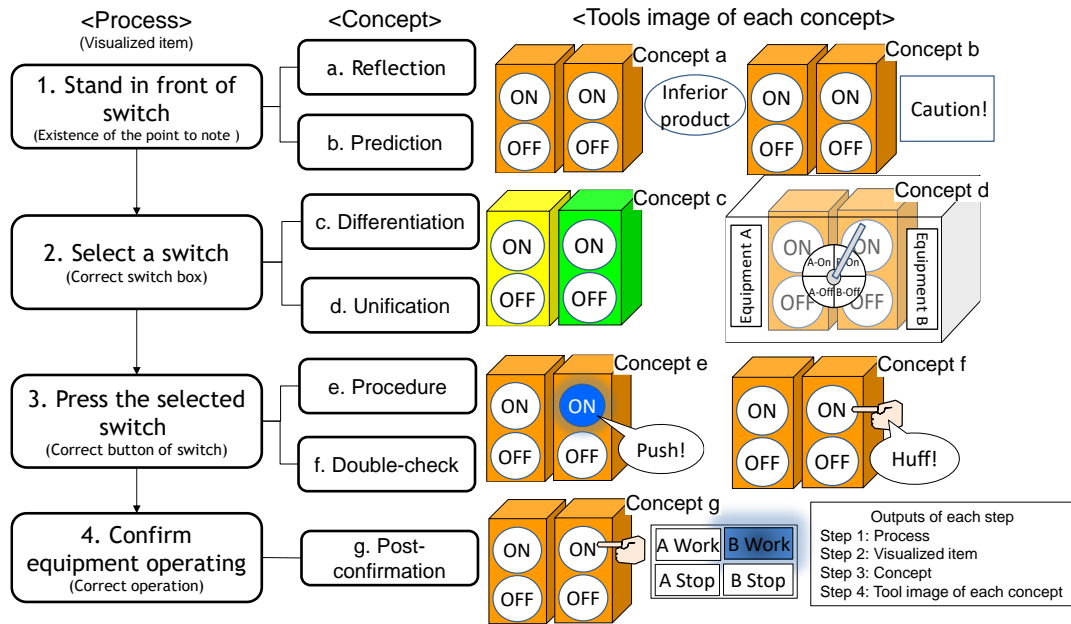 <Process>
(Visualized item)
<Concept>
<Tools image of each concept>
1. Stand in front of
switch
(Existence of the point to note )
a. Reflection
b. Prediction
Concept a
ON
ON
OFF
OFF
Inferior
product
Concept b
ON
ON
OFF
OFF
Caution!
2. Select a switch
(Correct switch box)
c. Differentiation
d. Unification
Concept c
ON
ON
OFF
OFF
Concept d
Equipment A
ON
ON
OFF
OFF
A-On
B-On
A-Off
B-Off
Equipment B
3. Press the selected
switch
(Correct button of switch)
e. Procedure
f. Double-check
Concept e
ON
ON
OFF
OFF
Push!
Concept f
ON
ON
OFF
OFF
Huff!
4. Confirm
equipment operating
(Correct operation)
g. Post-
confirmation
Concept g
ON
ON
OFF
OFF
A Work
B Work
A Stop
B Stop
Outputs of each step
Step 1: Process
Step 2: Visualized item
Step 3: Concept
Step 4: Tool image of each concept